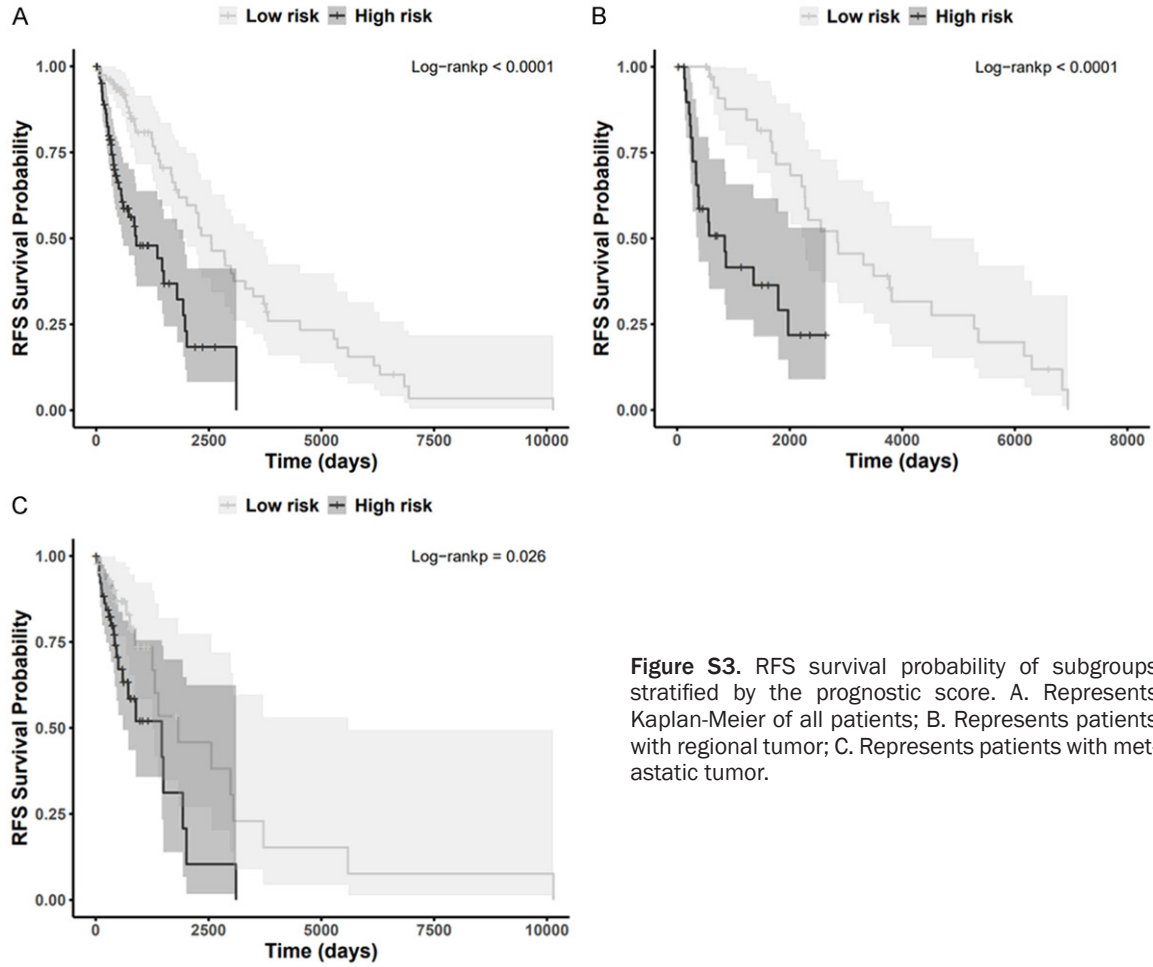 A
Low risk High risk
Log-rankp < 0.0001
RFS Survival Probability
1.00
0.75
0.50
0.25
0.00
0 2500 5000 7500 10000
Time (days)
B
Low risk High risk
Log-rankp < 0.0001
RFS Survival Probability
1.00
0.75
0.50
0.25
0.00
0 2000 4000 6000 8000
Time (days)
C
Low risk High risk
Log-rankp = 0.026
RFS Survival Probability
1.00
0.75
0.50
0.25
0.00
0 2500 5000 7500 10000
Time (days)
Figure S3. RFS survival probability of subgroups
stratified by the prognostic score. A. Represents
Kaplan-Meier of all patients; B. Represents patients
with regional tumor; C. Represents patients with met-
astatic tumor.